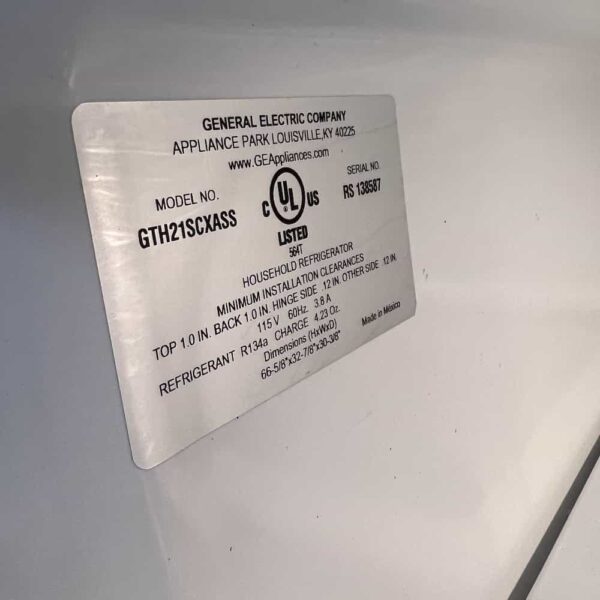 GENERAL ELECTRIC COMPANY
APPLIANCE PARK LOUISVILLE,KY 40225
www.GEAppliances.com
MODEL NO.
GTH21SCXASS
C UL ® US
LISTED
564T
SERIAL NO.
RS 138587
HOUSEHOLD REFRIGERATOR
MINIMUM INSTALLATION CLEARANCES
TOP 1.0 IN. BACK 1.0 IN. HINGE SIDE .12 IN. OTHER SIDE .12 IN.
115 V 60Hz. 3.8 A
REFRIGERANT R134a CHARGE 4.23 Oz.
Dimensions (HxWxD)
66-5/8"x32-7/8"x30-3/8"
Made in México